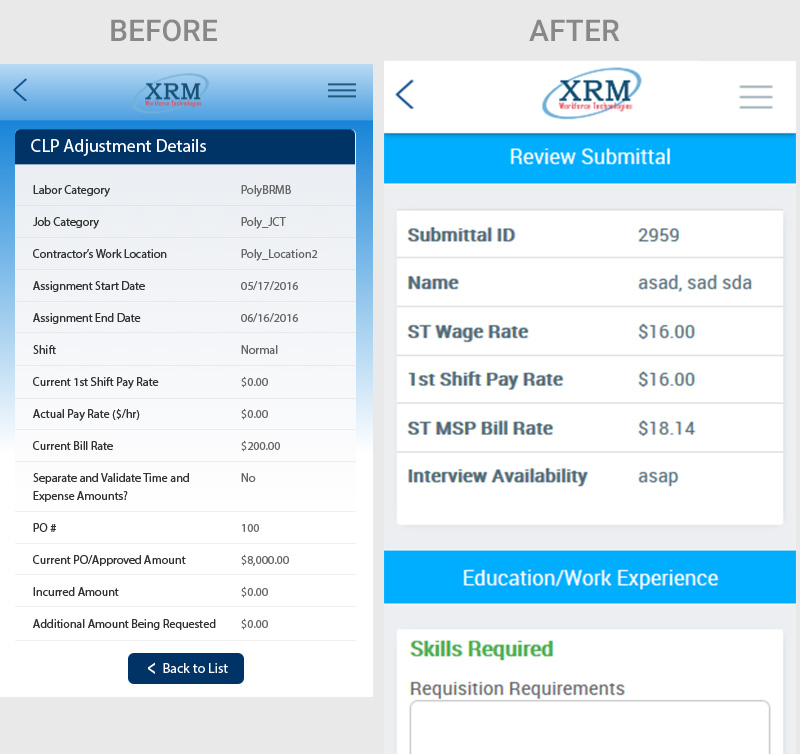 BEFORE
XRM
Workforce Technologies
CLP Adjustment Details
Labor Category PolyBRMB
Job Category Poly_JCT
Contractor's Work Location Poly_Location2
Assignment Start Date 05/17/2016
Assignment End Date 06/16/2016
Shift Normal
Current 1st Shift Pay Rate $0.00
Actual Pay Rate ($/hr) $0.00
Current Bill Rate $200.00
Separate and Validate Time and No
Expense Amounts?
PO # 100
Current PO/Approved Amount $8,000.00
Incurred Amount $0.00
Additional Amount Being Requested $0.00
Back to List
AFTER
XRM
Workforce Technologies
Review Submittal
Submittal ID 2959
Name asad, sad sda
ST Wage Rate $16.00
1st Shift Pay Rate $16.00
ST MSP Bill Rate $18.14
Interview Availability asap
Education/Work Experience
Skills Required
Requisition Requirements